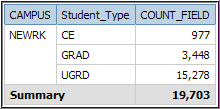 CAMPUS Student_Type COUNT_FIELD
NEWRK CE 977
GRAD 3,448
UGRD 15,278
Summary 19,703